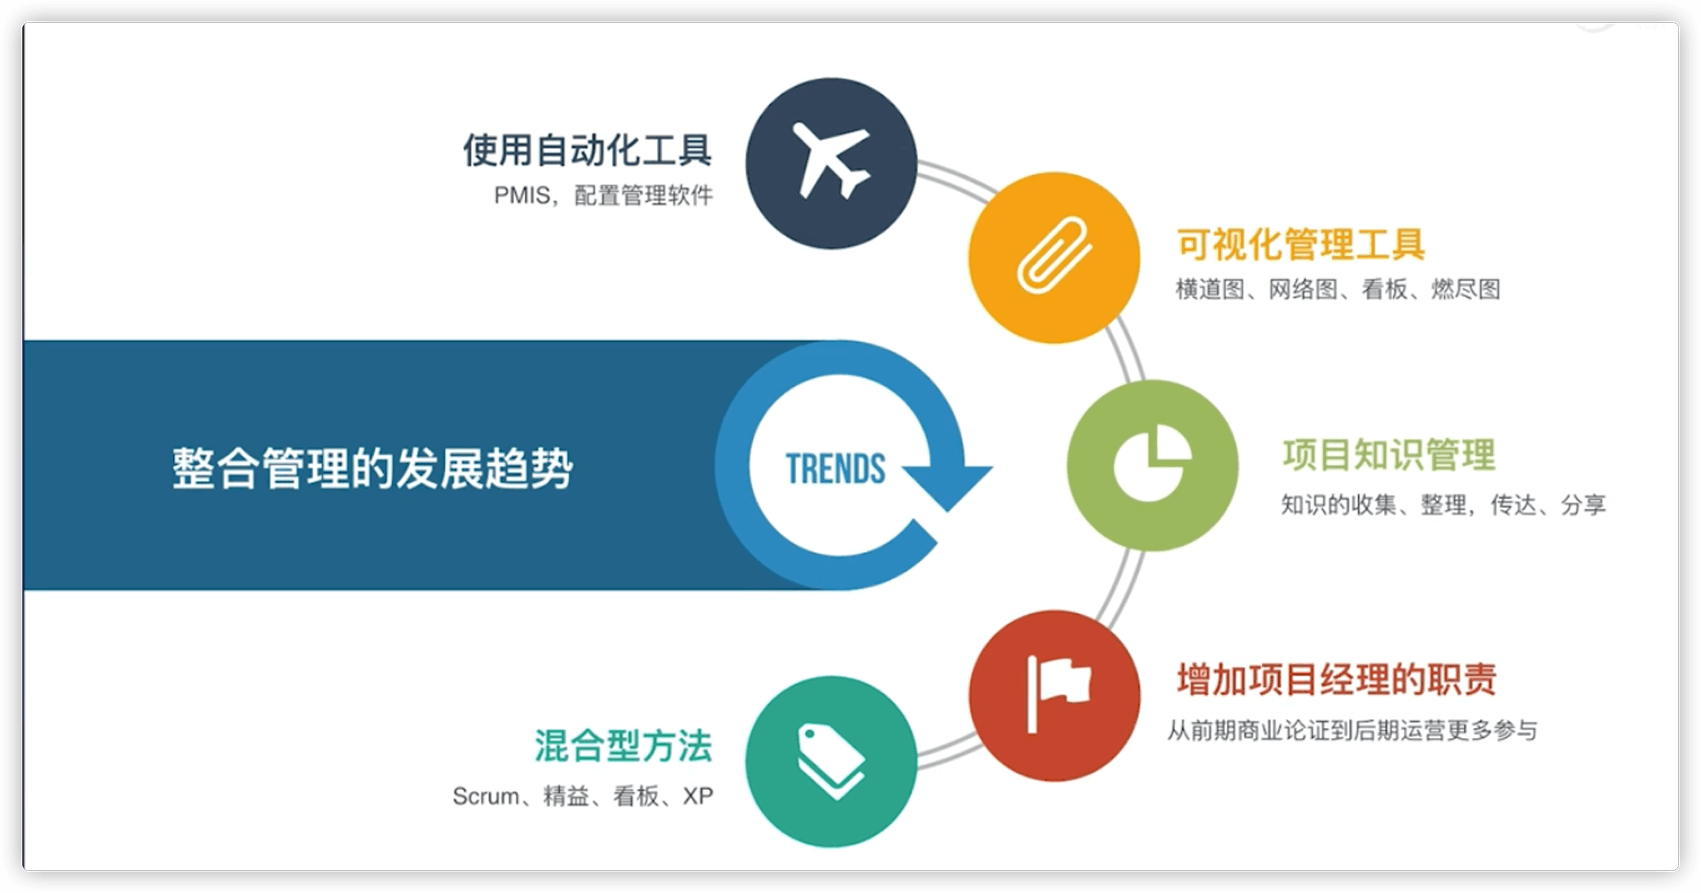 使用自动化工具
PMIS，配置管理软件
可视化管理工具
横道图、网络图、看板、燃尽图
整合管理的发展趋势
TRENDS
项目知识管理
知识的收集、整理，传达、分享
增加项目经理的职责
从前期商业论证到后期运营更多参与
混合型方法
Scrum、精益、看板、XP